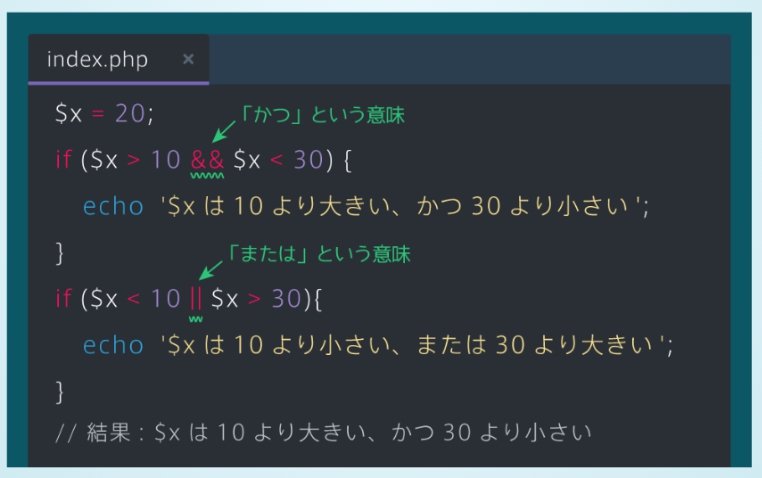 index.php ×
$x = 20;
「かつ」という意味
if ($x > 10 && $x < 30) {
echo '$x は 10 より大きい、かつ 30 より小さい';
}
「または」という意味
if ($x < 10 || $x > 30){
echo '$x は 10 より小さい、または 30 より大きい';
}
// 結果 : $x は 10 より大きい、かつ 30 より小さい